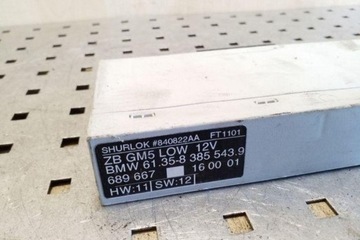 SHURLOK #840822AA FT1101
ZB GM5 LOW 12V
BMW 61.35-8 385 543.9
689 667 16 00 01
HW:11 SW:12